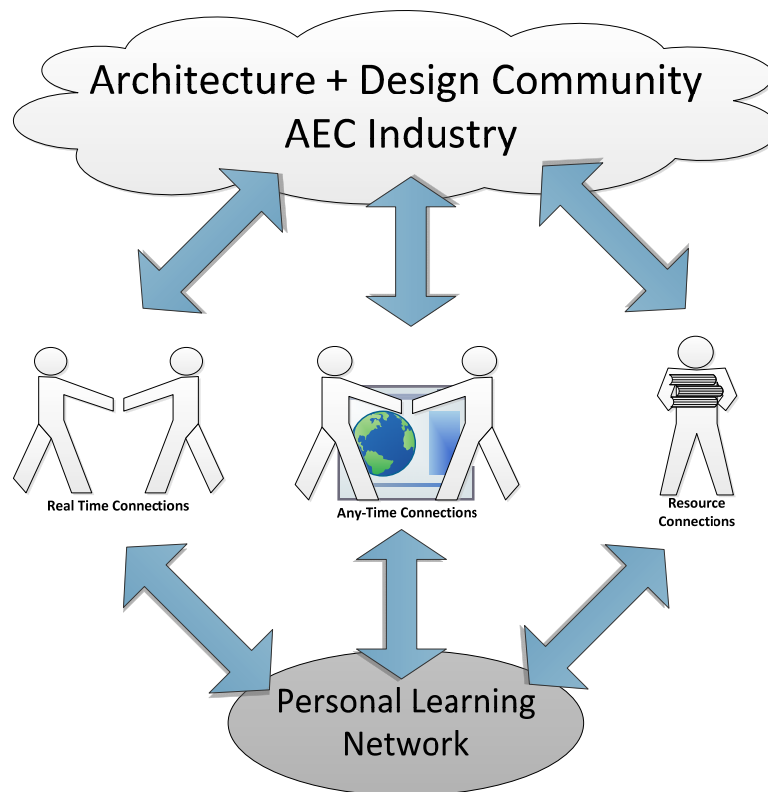 Architecture + Design Community
AEC Industry
Real Time Connections
Any-Time Connections
Resource
Connections
Personal Learning
Network